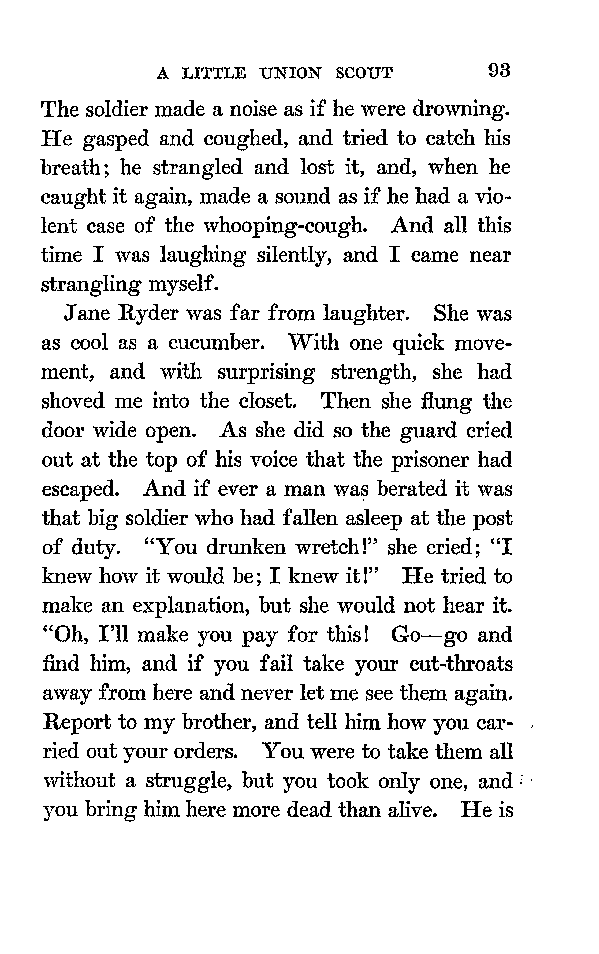 A LITTLE UNION SCOUT 93
The soldier made a noise as if he were drowning.
He gasped and coughed, and tried to catch his
breath; he strangled and lost it, and, when he
caught it again, made a sound as if he had a vio-
lent case of the whooping-cough. And all this
time I was laughing silently, and I came near
strangling myself.
Jane Ryder was far from laughter. She was
as cool as a cucumber. With one quick move-
ment, and with surprising strength, she had
shoved me into the closet. Then she flung the
door wide open. As she did so the guard cried
out at the top of his voice that the prisoner had
escaped. And if ever a man was berated it was
that big soldier who had fallen asleep at the post
of duty. “You drunken wretch!” she cried; “I
knew how it would be; I knew it!” He tried to
make an explanation, but she would not hear it.
“Oh, I’ll make you pay for this! Go—go and
find him, and if you fail take your cut-throats
away from here and never let me see them again.
Report to my brother, and tell him how you car-
ried out your orders. You were to take them all
without a struggle, but you took only one, and
you bring him here more dead than alive. He is